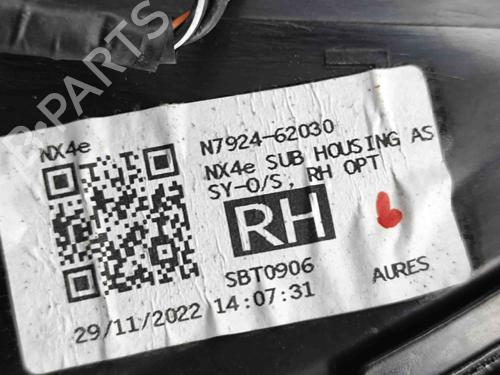 B-PARTS
NX4e
N7924-62030
NX4e SUB HOUSING AS
SY-O/S, RH OPT
RH
SBT0906
AURES
29/11/2022 14:07:31